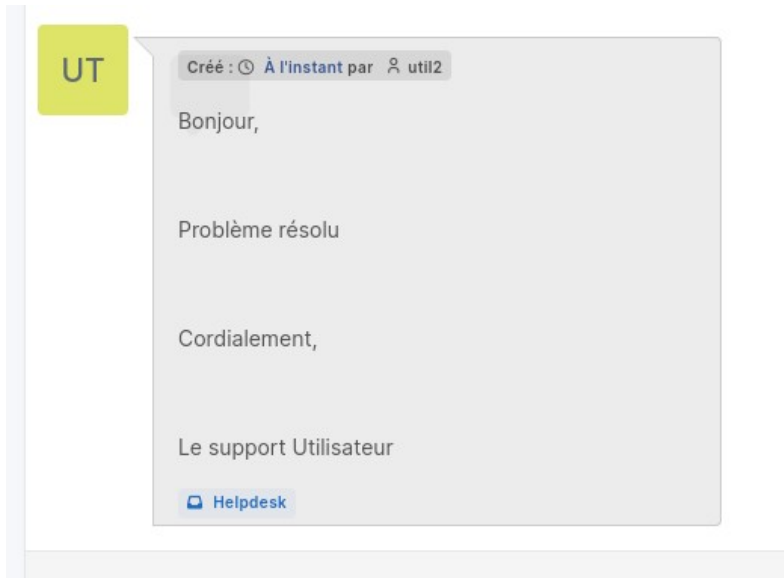 UT
Créé : À l'instant par util2
Bonjour,
Problème résolu
Cordialement,
Le support Utilisateur
Helpdesk